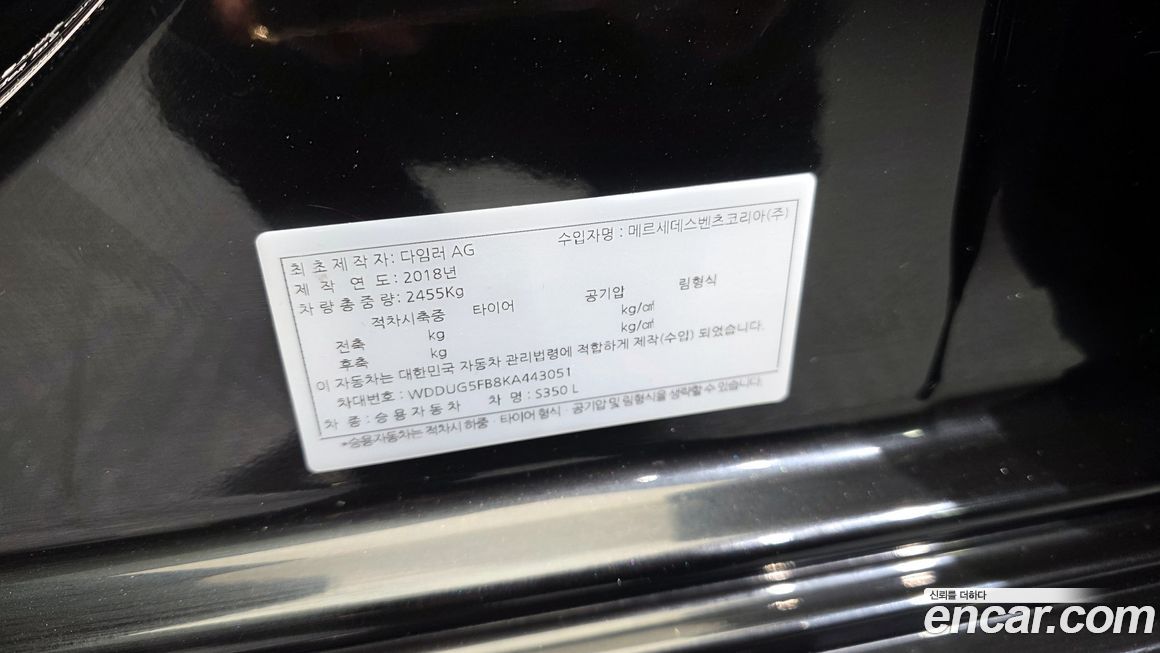 최초제작자: 다임러 AG 수입자명 : 메르세데스벤츠코리아(주)
제 작 연 도: 2018년
차량총중량: 2455Kg
적차시축중 타이어 공기압 림형식
전축 kg kg/㎠
후축 kg kg/㎠
이 자동차는 대한민국 자동차 관리법령에 적합하게 제작(수입) 되었습니다.
차대번호 : WDDUG5FB8KA443051
차 종 : 승용자동차 차 명 : S350 L
*승용자동차는 적차시 하중 · 타이어 형식 · 공기압 및 림형식을 생략할 수 있습니다.
신뢰를 더하다
encar.com